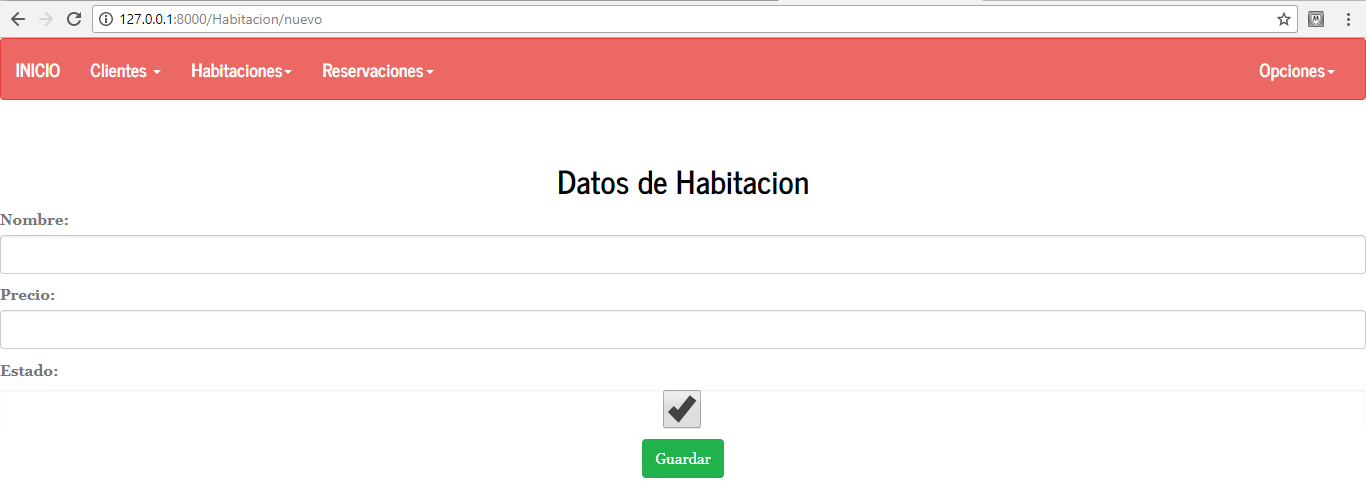 127.0.0.1:8000/Habitacion/nuevo
INICIO Clientes Habitaciones Reservaciones Opciones
Datos de Habitacion
Nombre:
Precio:
Estado:
Guardar